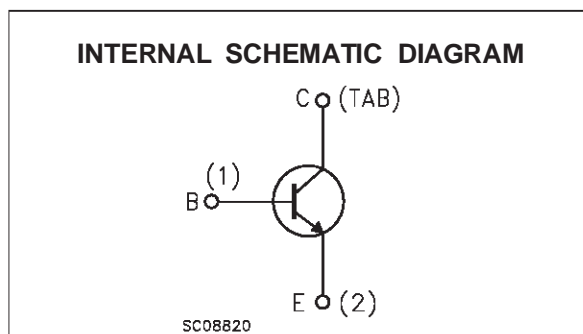 INTERNAL SCHEMATIC DIAGRAM
C (TAB)
(1)
B
E (2)
SC08820